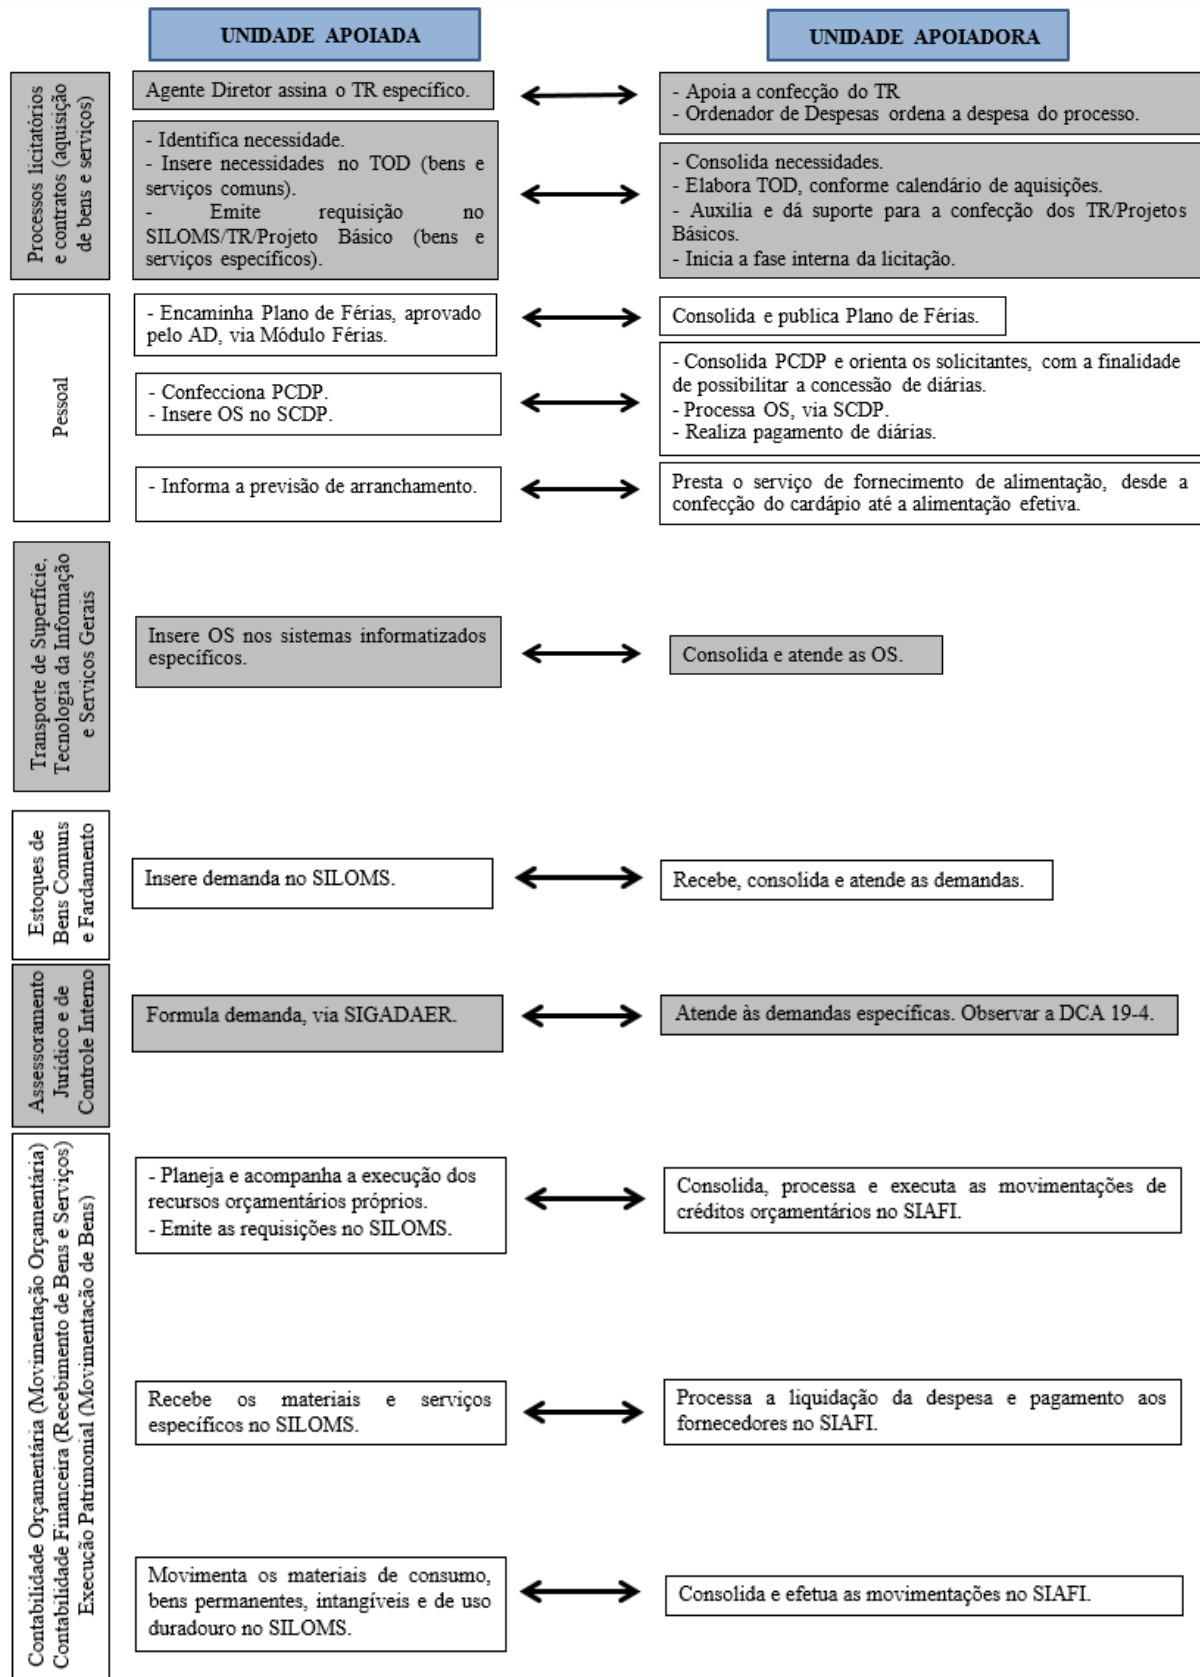 UNIDADE APOIADA
UNIDADE APOIADORA
Processos licitatórios
e contratos (aquisição
de bens e serviços)
Agente Diretor assina o TR específico.
- Apoia a confecção do TR
- Ordenador de Despesas ordena a despesa do processo.
- Identifica necessidade.
- Insere necessidades no TOD (bens e
serviços comuns).
- Emite requisição no
SILOMS/TR/Projeto Básico (bens e
serviços específicos).
- Consolida necessidades.
- Elabora TOD, conforme calendário de aquisições.
- Auxilia e dá suporte para a confecção dos TR/Projetos
Básicos.
- Inicia a fase interna da licitação.
Pessoal
- Encaminha Plano de Férias, aprovado
pelo AD, via Módulo Férias.
Consolida e publica Plano de Férias.
- Confecciona PCDP.
- Insere OS no SCDP.
- Consolida PCDP e orienta os solicitantes, com a finalidade
de possibilitar a concessão de diárias.
- Processa OS, via SCDP.
- Realiza pagamento de diárias.
- Informa a previsão de arranchamento.
Presta o serviço de fornecimento de alimentação, desde a
confecção do cardápio até a alimentação efetiva.
Transporte de Superfície,
Tecnologia da Informação
e Serviços Gerais
Insere OS nos sistemas informatizados
específicos.
Consolida e atende as OS.
Estoques de
Bens Comuns
e Fardamento
Insere demanda no SILOMS.
Recebe, consolida e atende as demandas.
Assessoramento
Jurídico e de
Controle Interno
Formula demanda, via SIGADAER.
Atende às demandas específicas. Observar a DCA 19-4.
Contabilidade Orçamentária (Movimentação Orçamentária)
Contabilidade Financeira (Recebimento de Bens e Serviços)
Execução Patrimonial (Movimentação de Bens)
- Planeja e acompanha a execução dos
recursos orçamentários próprios.
- Emite as requisições no SILOMS.
Consolida, processa e executa as movimentações de
créditos orçamentários no SIAFI.
Recebe os materiais e serviços
específicos no SILOMS.
Processa a liquidação da despesa e pagamento aos
fornecedores no SIAFI.
Movimenta os materiais de consumo,
bens permanentes, intangíveis e de uso
duradouro no SILOMS.
Consolida e efetua as movimentações no SIAFI.